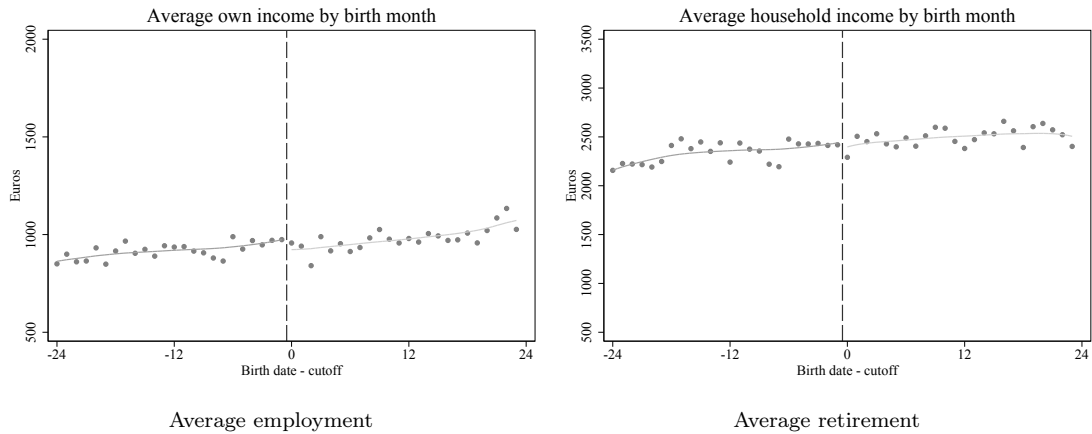 Average own income by birth month
2000
1500
1000
500
Euros
-24 -12 0 12 24
Birth date - cutoff
Average household income by birth month
3500
3000
2500
2000
1500
1000
500
Euros
-24 -12 0 12 24
Birth date - cutoff
Average employment
Average retirement